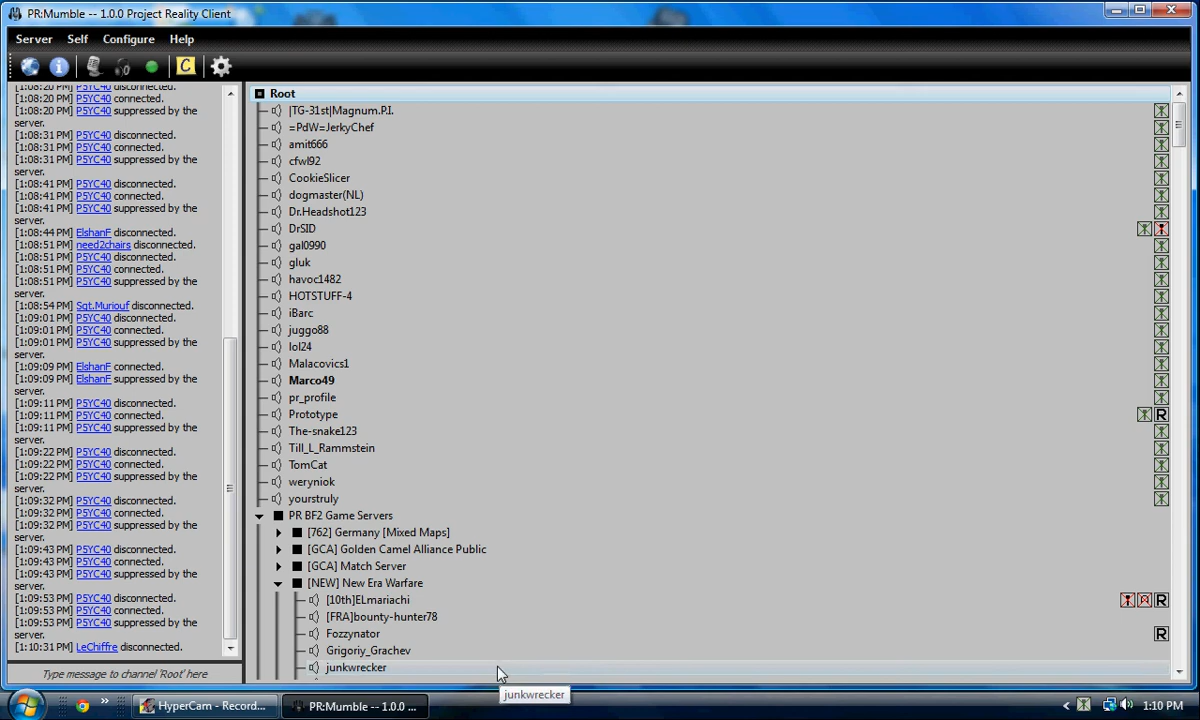 PR:Mumble -- 1.0.0 Project Reality Client
Server Self Configure Help
C
[1:08:20 PM] P5YC40 disconnected.
[1:08:20 PM] P5YC40 connected.
[1:08:20 PM] P5YC40 suppressed by the
server.
[1:08:31 PM] P5YC40 disconnected.
[1:08:31 PM] P5YC40 connected.
[1:08:31 PM] P5YC40 suppressed by the
server.
[1:08:41 PM] P5YC40 disconnected.
[1:08:41 PM] P5YC40 connected.
[1:08:41 PM] P5YC40 suppressed by the
server.
[1:08:44 PM] ElshanF disconnected.
[1:08:51 PM] need2chairs disconnected.
[1:08:51 PM] P5YC40 disconnected.
[1:08:51 PM] P5YC40 connected.
[1:08:51 PM] P5YC40 suppressed by the
server.
[1:08:54 PM] Sgt.Muriouf disconnected.
[1:09:01 PM] P5YC40 disconnected.
[1:09:01 PM] P5YC40 connected.
[1:09:01 PM] P5YC40 suppressed by the
server.
[1:09:09 PM] ElshanF connected.
[1:09:09 PM] ElshanF suppressed by the
server.
[1:09:11 PM] P5YC40 disconnected.
[1:09:11 PM] P5YC40 connected.
[1:09:11 PM] P5YC40 suppressed by the
server.
[1:09:22 PM] P5YC40 disconnected.
[1:09:22 PM] P5YC40 connected.
[1:09:22 PM] P5YC40 suppressed by the
server.
[1:09:32 PM] P5YC40 disconnected.
[1:09:32 PM] P5YC40 connected.
[1:09:32 PM] P5YC40 suppressed by the
server.
[1:09:43 PM] P5YC40 disconnected.
[1:09:43 PM] P5YC40 connected.
[1:09:43 PM] P5YC40 suppressed by the
server.
[1:09:53 PM] P5YC40 disconnected.
[1:09:53 PM] P5YC40 connected.
[1:09:53 PM] P5YC40 suppressed by the
server.
[1:10:31 PM] LeChiffre disconnected.
Type message to channel 'Root' here
Root
|TG-31st|Magnum.P.I.
=PdW=JerkyChef
amit666
cfwl92
CookieSlicer
dogmaster(NL)
Dr.Headshot123
DrSID
gal0990
gluk
havoc1482
HOTSTUFF-4
iBarc
juggo88
lol24
Malacovics1
Marco49
pr_profile
Prototype R
The-snake123
Till_L_Rammstein
TomCat
weryniok
yourstruly
PR BF2 Game Servers
[762] Germany [Mixed Maps]
[GCA] Golden Camel Alliance Public
[GCA] Match Server
[NEW] New Era Warfare
[10th]ELmariachi R
[FRA]bounty-hunter78
Fozzynator R
Grigoriy_Grachev
junkwrecker
junkwrecker
HyperCam - Record... PR:Mumble -- 1.0.0 ... 1:10 PM